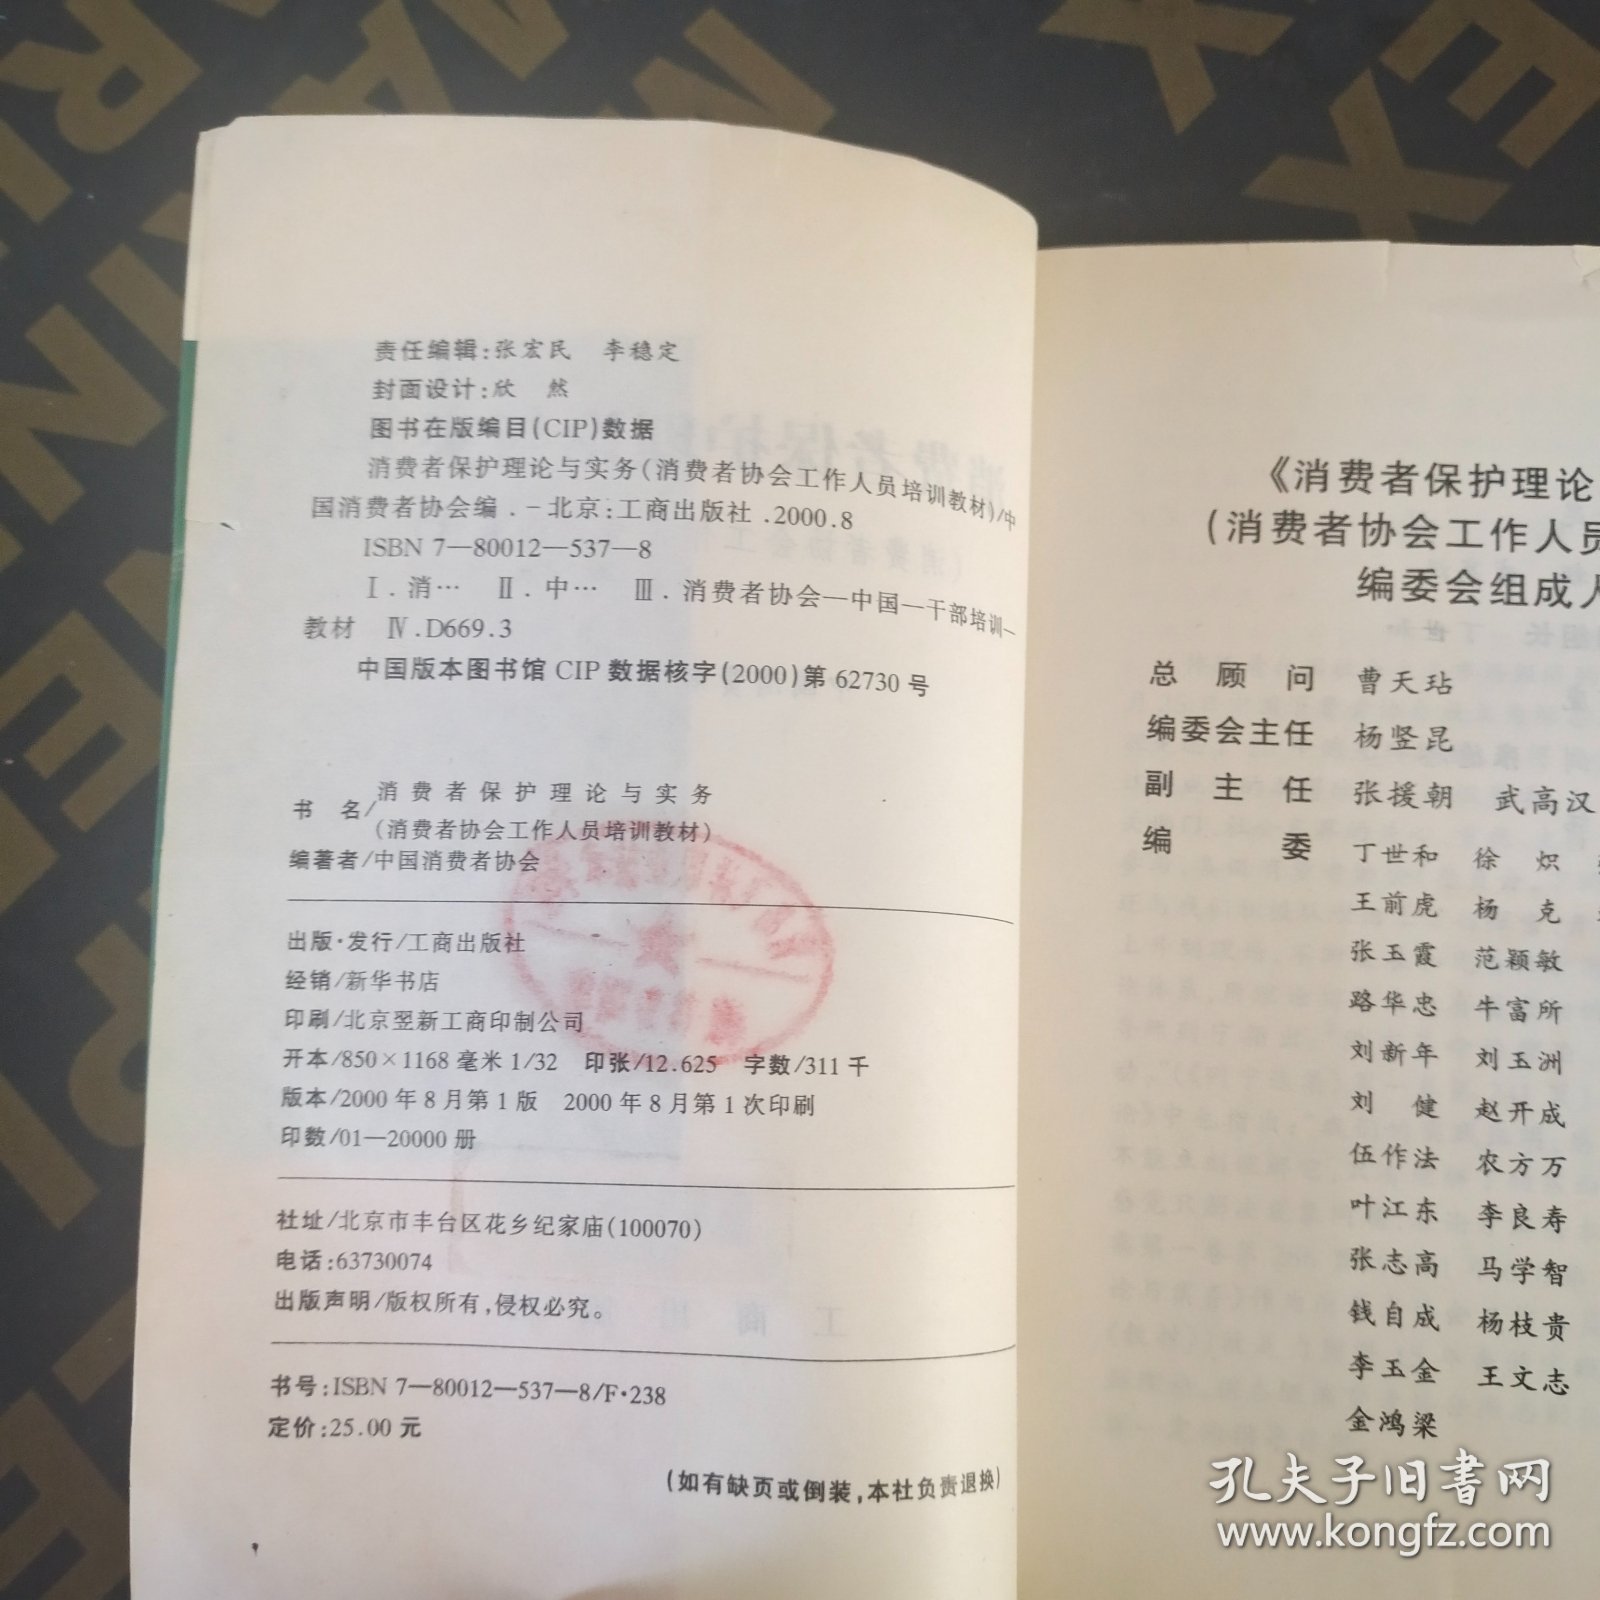 责任编辑:张宏民 李稳定
封面设计:欣 然
图书在版编目(CIP)数据
消费者保护理论与实务(消费者协会工作人员培训教材)/中
国消费者协会编.－北京:工商出版社.2000.8
ISBN 7—80012—537—8
Ⅰ.消… Ⅱ.中… Ⅲ.消费者协会—中国—干部培训—
教材 Ⅳ.D669.3
中国版本图书馆CIP数据核字(2000)第62730号
书 名/消费者保护理论与实务
(消费者协会工作人员培训教材)
编著者/中国消费者协会
出版·发行/工商出版社
经销/新华书店
印刷/北京翌新工商印制公司
开本/850×1168毫米1/32 印张/12.625 字数/311千
版本/2000年8月第1版 2000年8月第1次印刷
印数/01—20000册
社址/北京市丰台区花乡纪家庙(100070)
电话:63730074
出版声明/版权所有,侵权必究。
书号:ISBN 7—80012—537—8/F·238
定价:25.00元
(如有缺页或倒装,本社负责退换)
《消费者保护理论
(消费者协会工作人员
编委会组成人
总顾问 曹天玷
编委会主任 杨竖昆
副主任 张援朝 武高汉
编委 丁世和 徐 炽
王前虎 杨 克
张玉霞 范颖敏
路华忠 牛富所
刘新年 刘玉洲
刘 健 赵开成
伍作法 农方万
叶江东 李良寿
张志高 马学智
钱自成 杨枝贵
李玉金 王文志
金鸿梁
孔夫子旧书网
www.kongfz.com